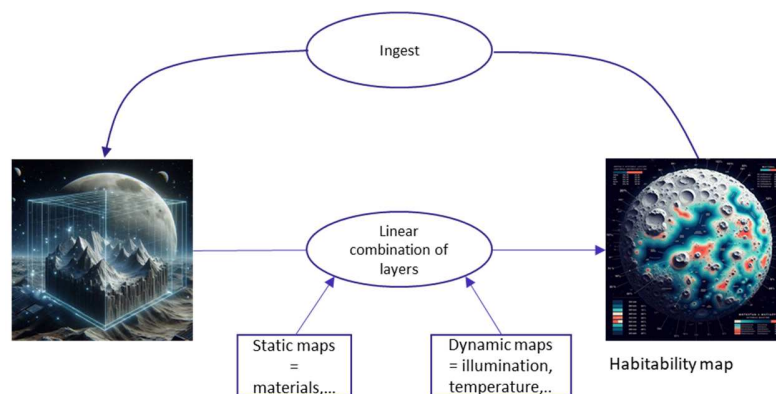 Ingest
Linear
combination of
layers
Static maps
=
materials,...
Dynamic maps
= illumination,
temperature,..
Habitability map